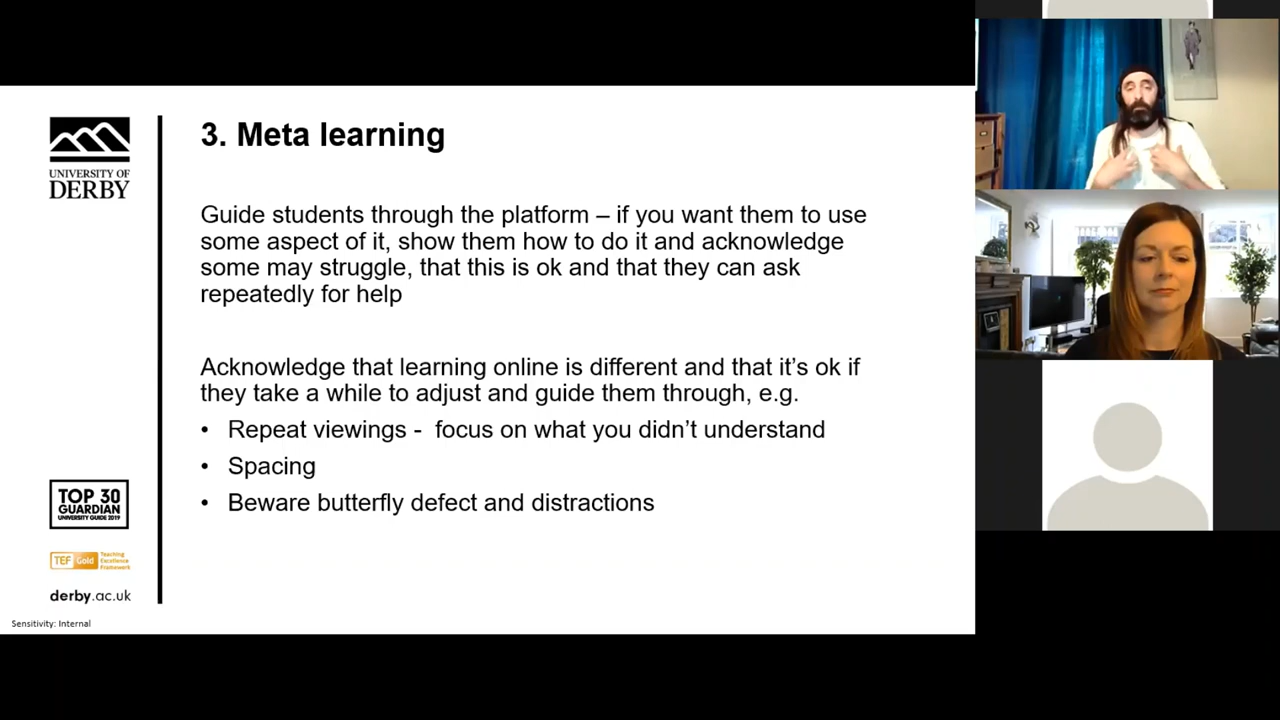 3. Meta learning
UNIVERSITY OF
DERBY
Guide students through the platform – if you want them to use
some aspect of it, show them how to do it and acknowledge
some may struggle, that this is ok and that they can ask
repeatedly for help
Acknowledge that learning online is different and that it’s ok if
they take a while to adjust and guide them through, e.g.
• Repeat viewings -  focus on what you didn’t understand
• Spacing
• Beware butterfly defect and distractions
TOP 30
GUARDIAN
UNIVERSITY GUIDE 2019
TEF Gold
Teaching
Excellence
Framework
derby.ac.uk
Sensitivity: Internal